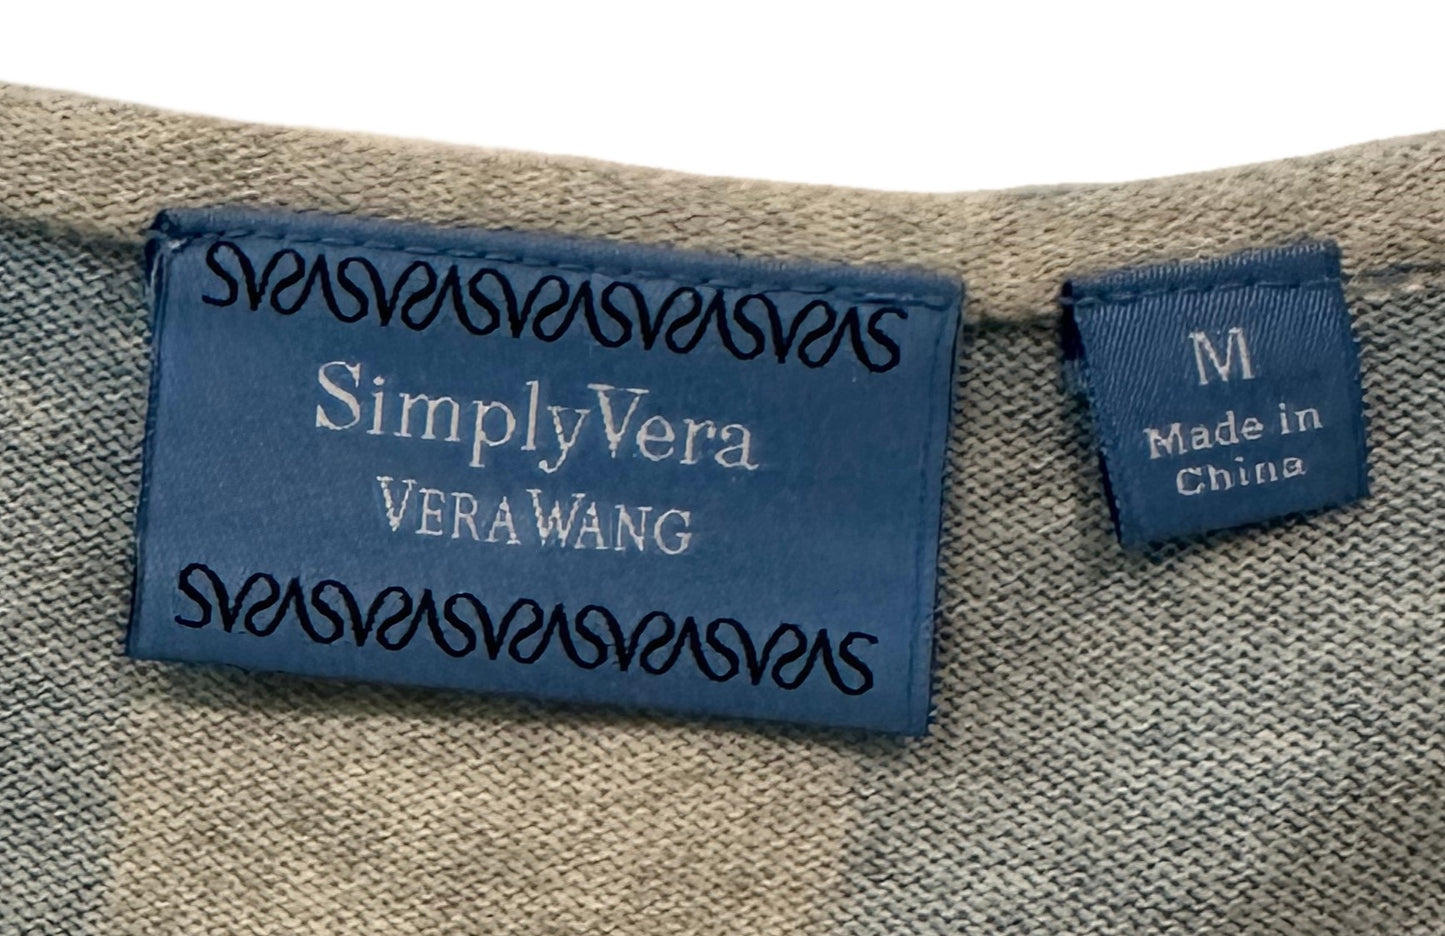 SimplyVera
VERA WANG
M
Made in
China